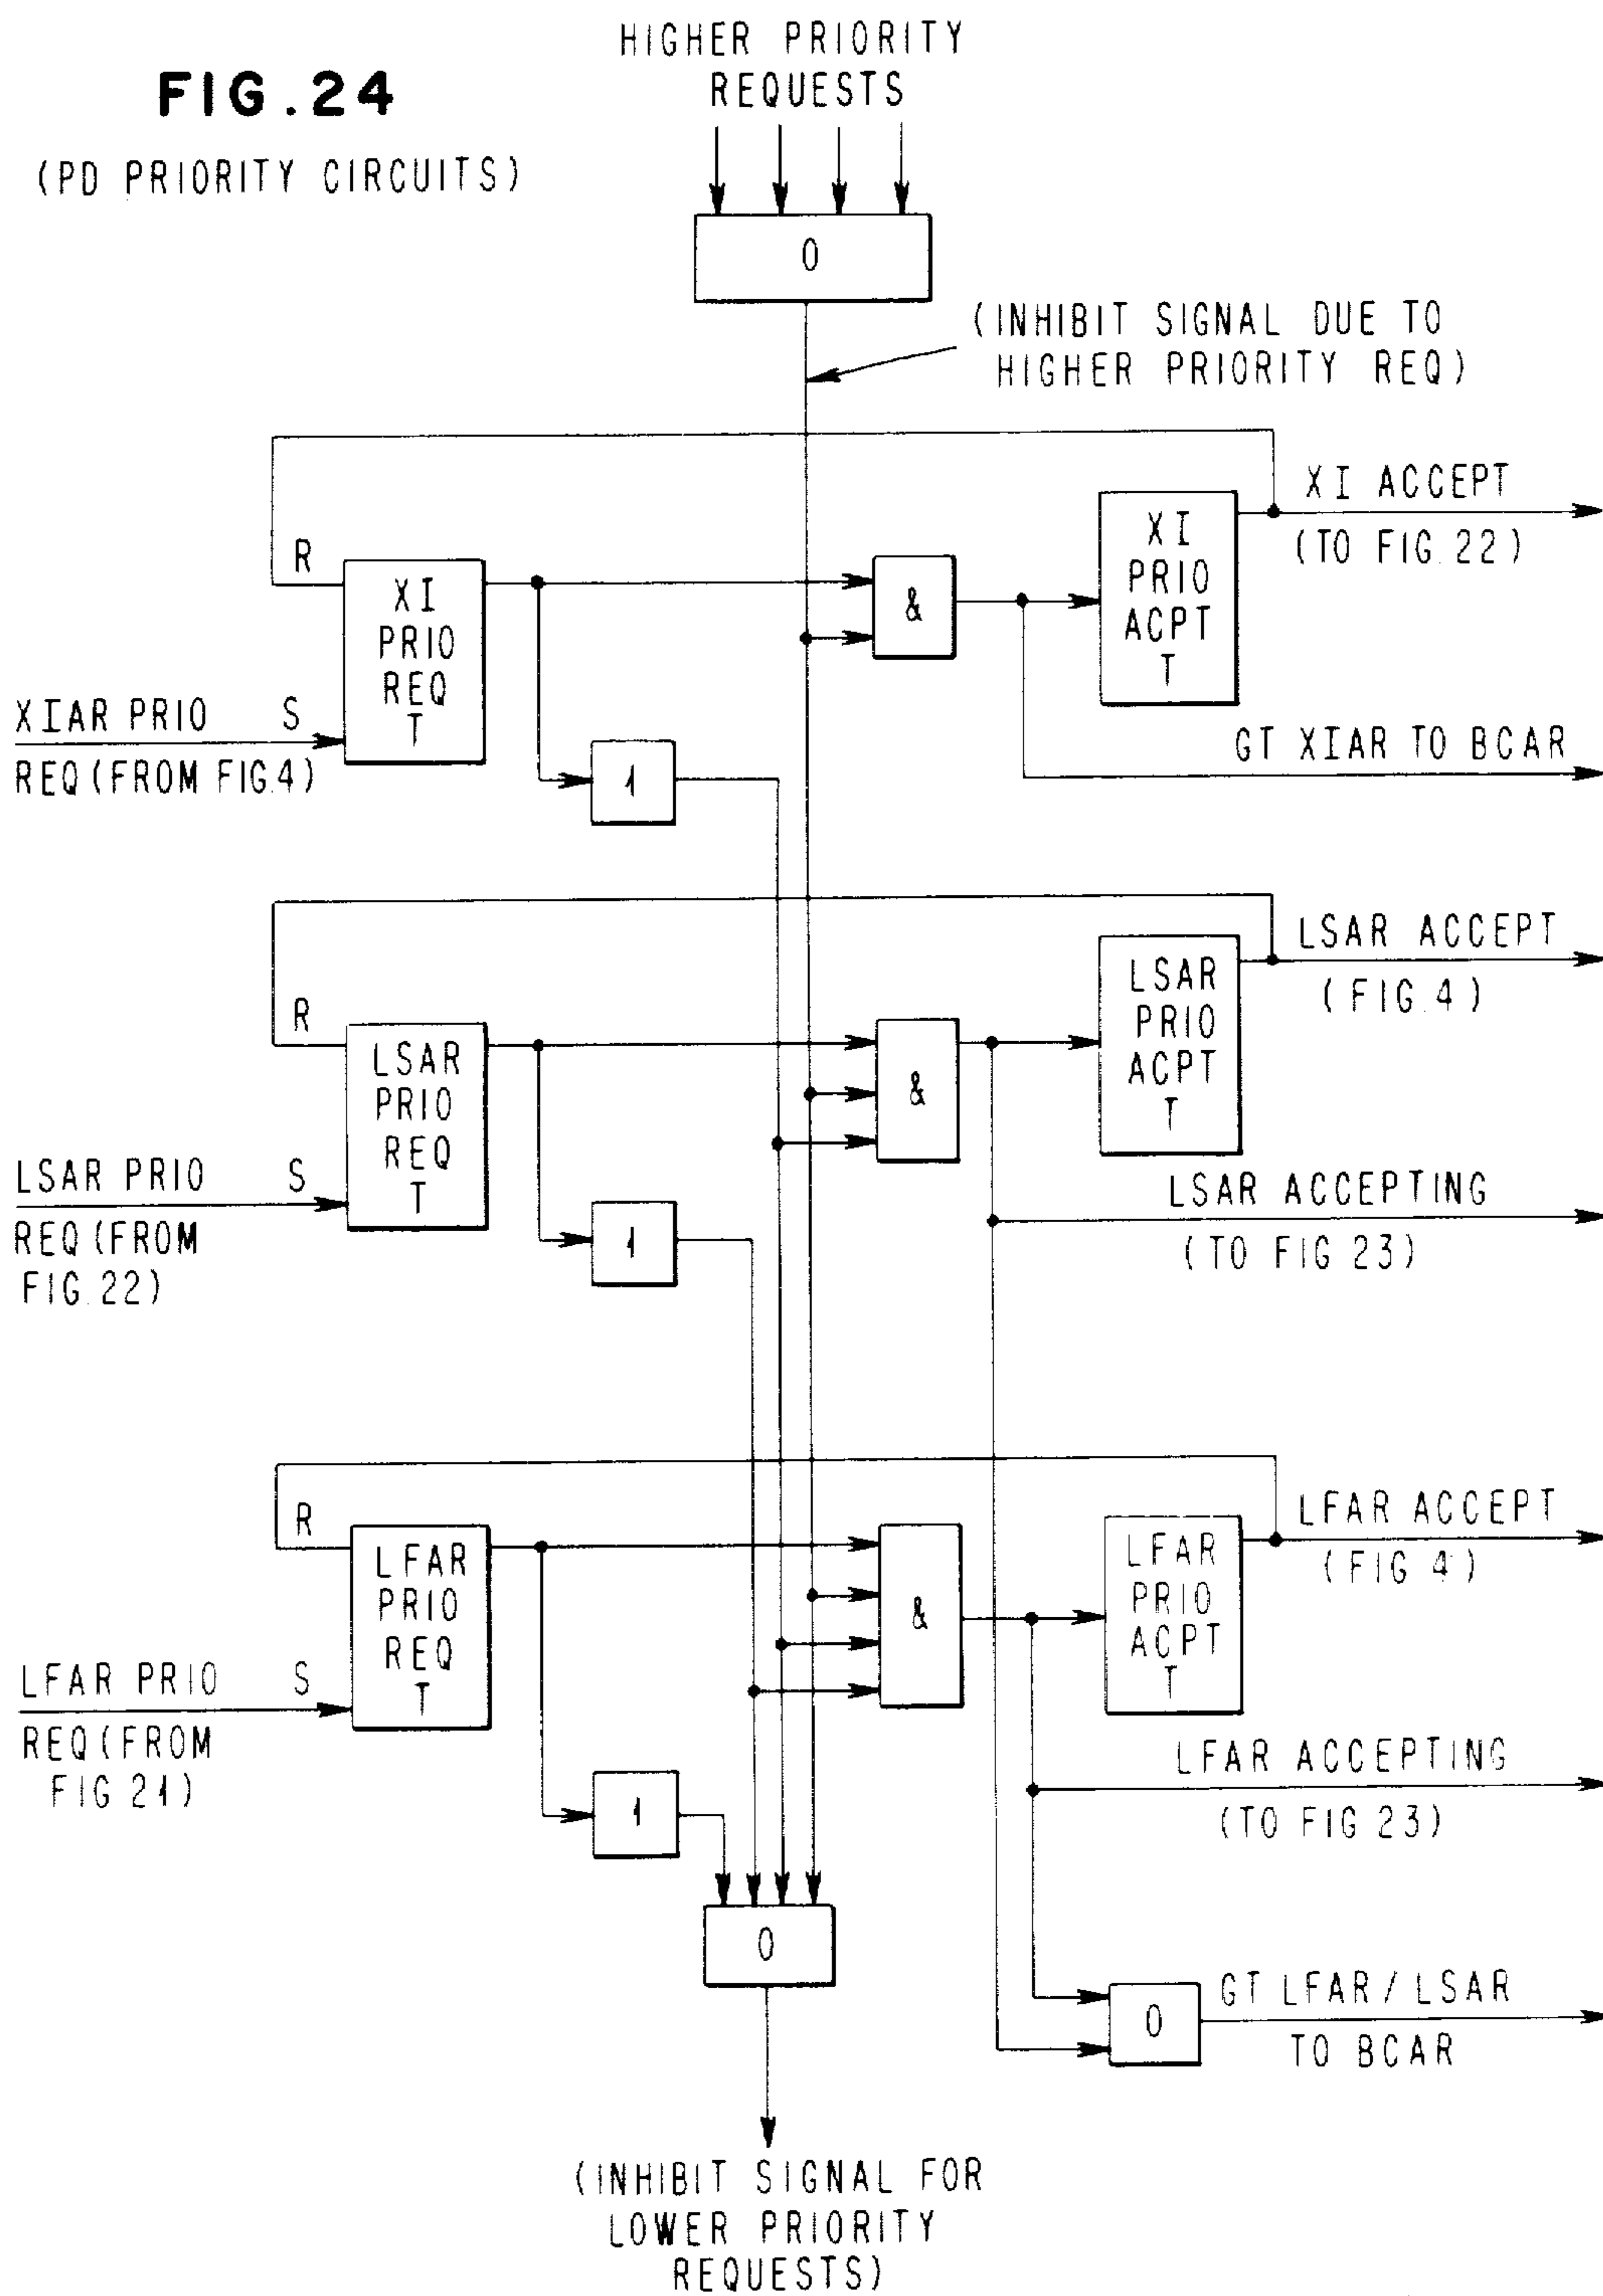 HIGHER PRIORITY
REQUESTS
FIG.24
(PD PRIORITY CIRCUITS)
O
(INHIBIT SIGNAL DUE TO
HIGHER PRIORITY REQ)
R
XI
PRIO
REQ
T
&
XI
PRIO
ACPT
T
XI ACCEPT
(TO FIG.22)
XIAR PRIO S
REQ (FROM FIG.4)
1
GT XIAR TO BCAR
R
LSAR
PRIO
REQ
T
&
LSAR
PRIO
ACPT
T
LSAR ACCEPT
(FIG.4)
LSAR PRIO S
REQ (FROM
FIG.22)
1
LSAR ACCEPTING
(TO FIG 23)
R
LFAR
PRIO
REQ
T
&
LFAR
PRIO
ACPT
T
LFAR ACCEPT
(FIG 4)
LFAR PRIO S
REQ (FROM
FIG 21)
1
LFAR ACCEPTING
(TO FIG 23)
O
O
GT LFAR/LSAR
TO BCAR
(INHIBIT SIGNAL FOR
LOWER PRIORITY
REQUESTS)